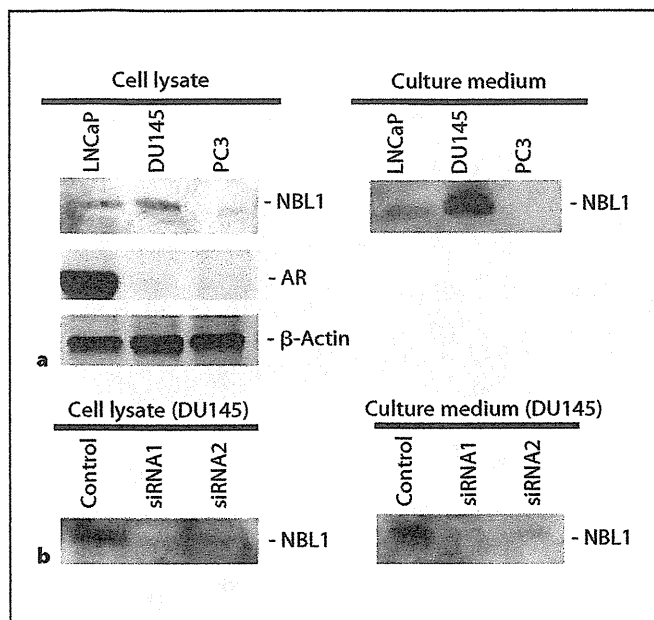 Cell lysate
LNCaP
DU145
PC3
- NBL1
- AR
- β-Actin
a
Culture medium
LNCaP
DU145
PC3
- NBL1
Cell lysate (DU145)
Control
siRNA1
siRNA2
- NBL1
b
Culture medium (DU145)
Control
siRNA1
siRNA2
- NBL1